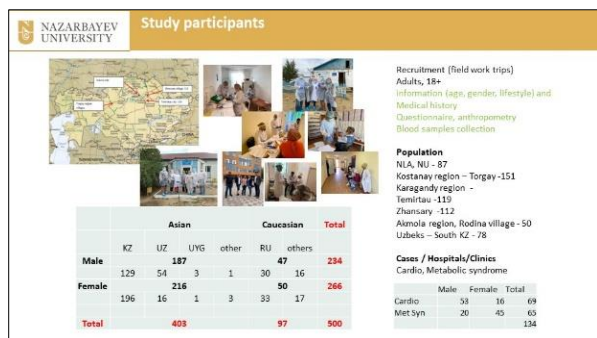 NAZARBAYEV
UNIVERSITY
Study participants
Recruitment (field work trips)
Adults, 18+
Information (age, gender, lifestyle) and
Medical history
Questionnaire, anthropometry
Blood samples collection
Population
NLA, NU - 87
Kostanay region – Torgay -151
Karagandy region -
Temirtau -119
Zhansary -112
Akmola region, Rodina village - 50
Uzbeks – South KZ - 78
Cases / Hospitals/Clinics
Cardio, Metabolic syndrome
Male Female Total
Cardio 53 16 69
Met Syn 20 45 65
134
Asian Caucasian Total
KZ UZ UYG other RU others
Male 187 47 234
129 54 3 1 30 16
Female 216 50 266
196 16 1 3 33 17
Total 403 97 500